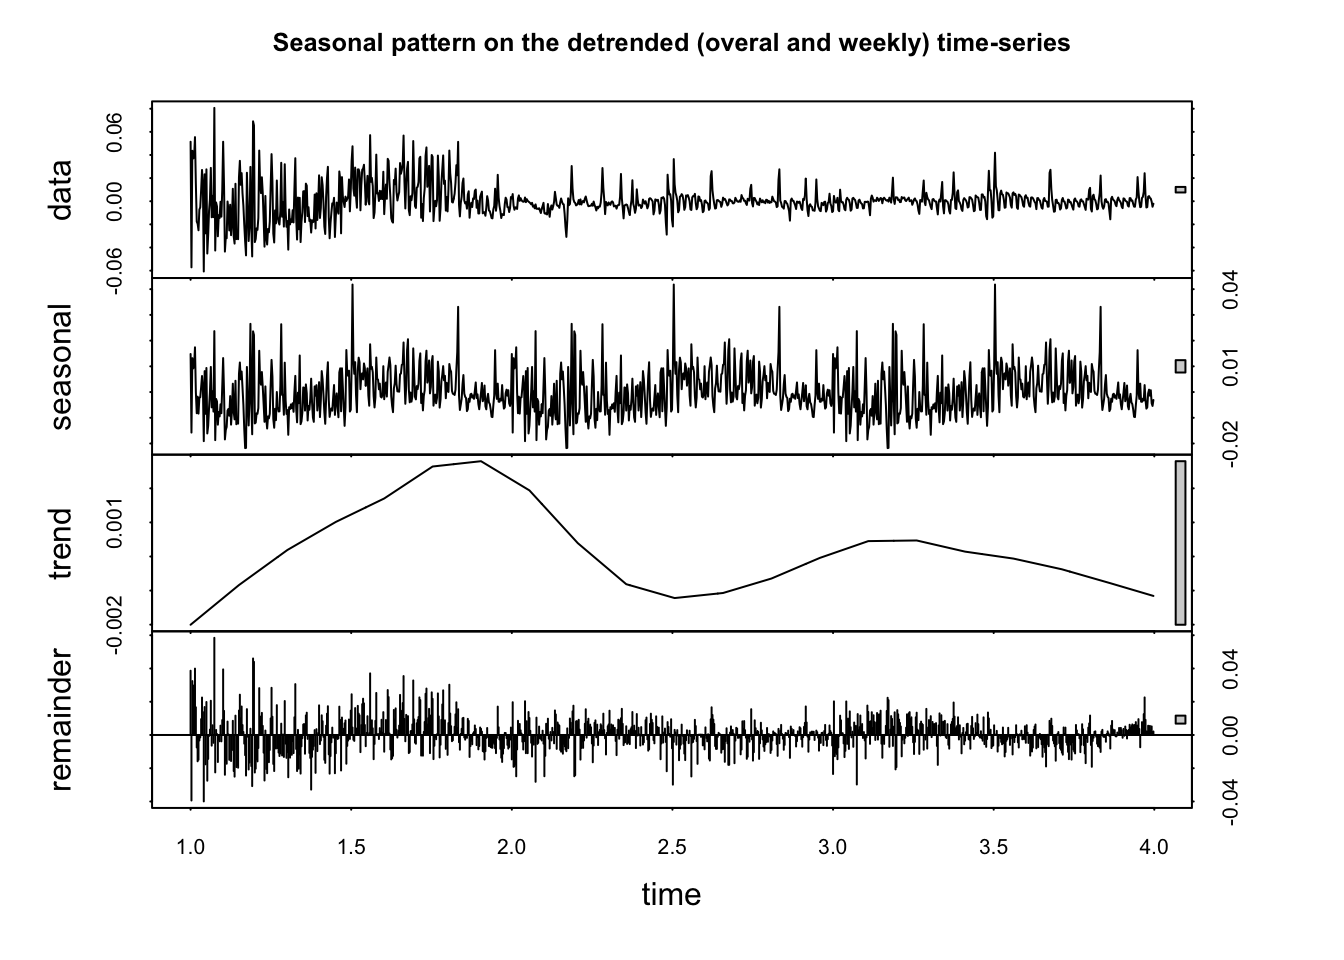 Seasonal pattern on the detrended (overal and weekly) time-series
data
-0.06 0.00 0.06
seasonal
-0.02 0.01 0.04
trend
-0.002 0.001
remainder
-0.04 0.00 0.04
1.0 1.5 2.0 2.5 3.0 3.5 4.0
time